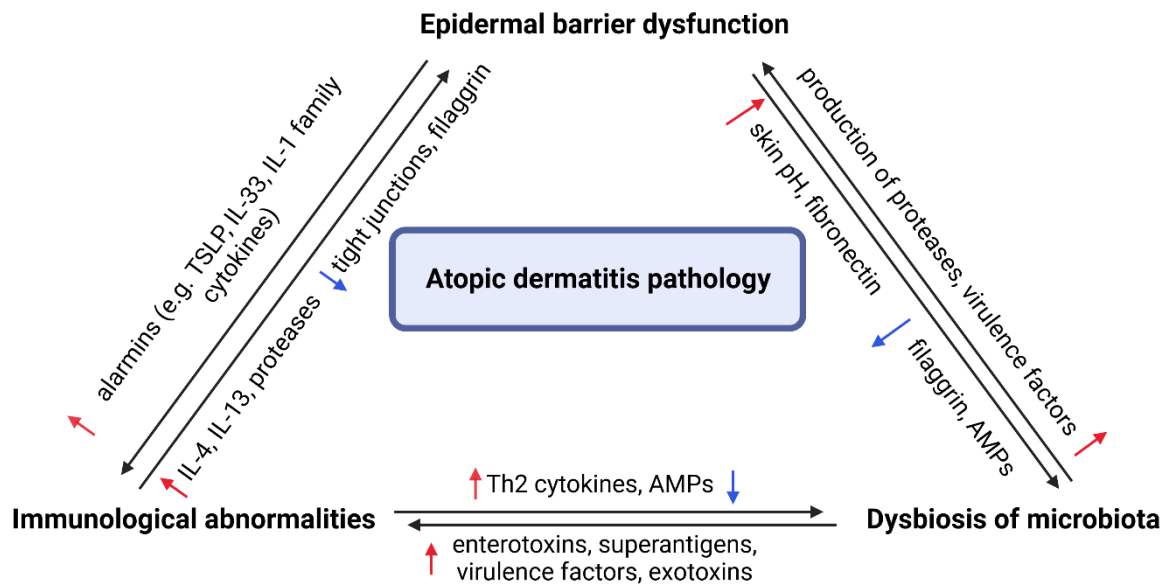 Epidermal barrier dysfunction
alarmins (e.g. TSLP, IL-33, IL-1 family
cytokines)
tight junctions, filaggrin
IL-4, IL-13, proteases
production of proteases, virulence factors
skin pH, fibronectin
filaggrin, AMPs
Atopic dermatitis pathology
Th2 cytokines, AMPs
Immunological abnormalities
Dysbiosis of microbiota
enterotoxins, superantigens,
virulence factors, exotoxins